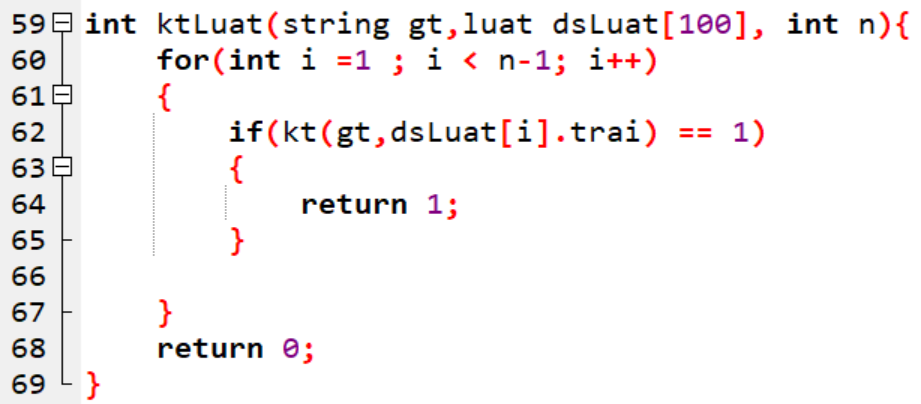 59 int ktLuat(string gt,luat dsLuat[100], int n){
60     for(int i =1 ; i < n-1; i++)
61     {
62         if(kt(gt,dsLuat[i].trai) == 1)
63         {
64             return 1;
65         }
66
67     }
68     return 0;
69 }